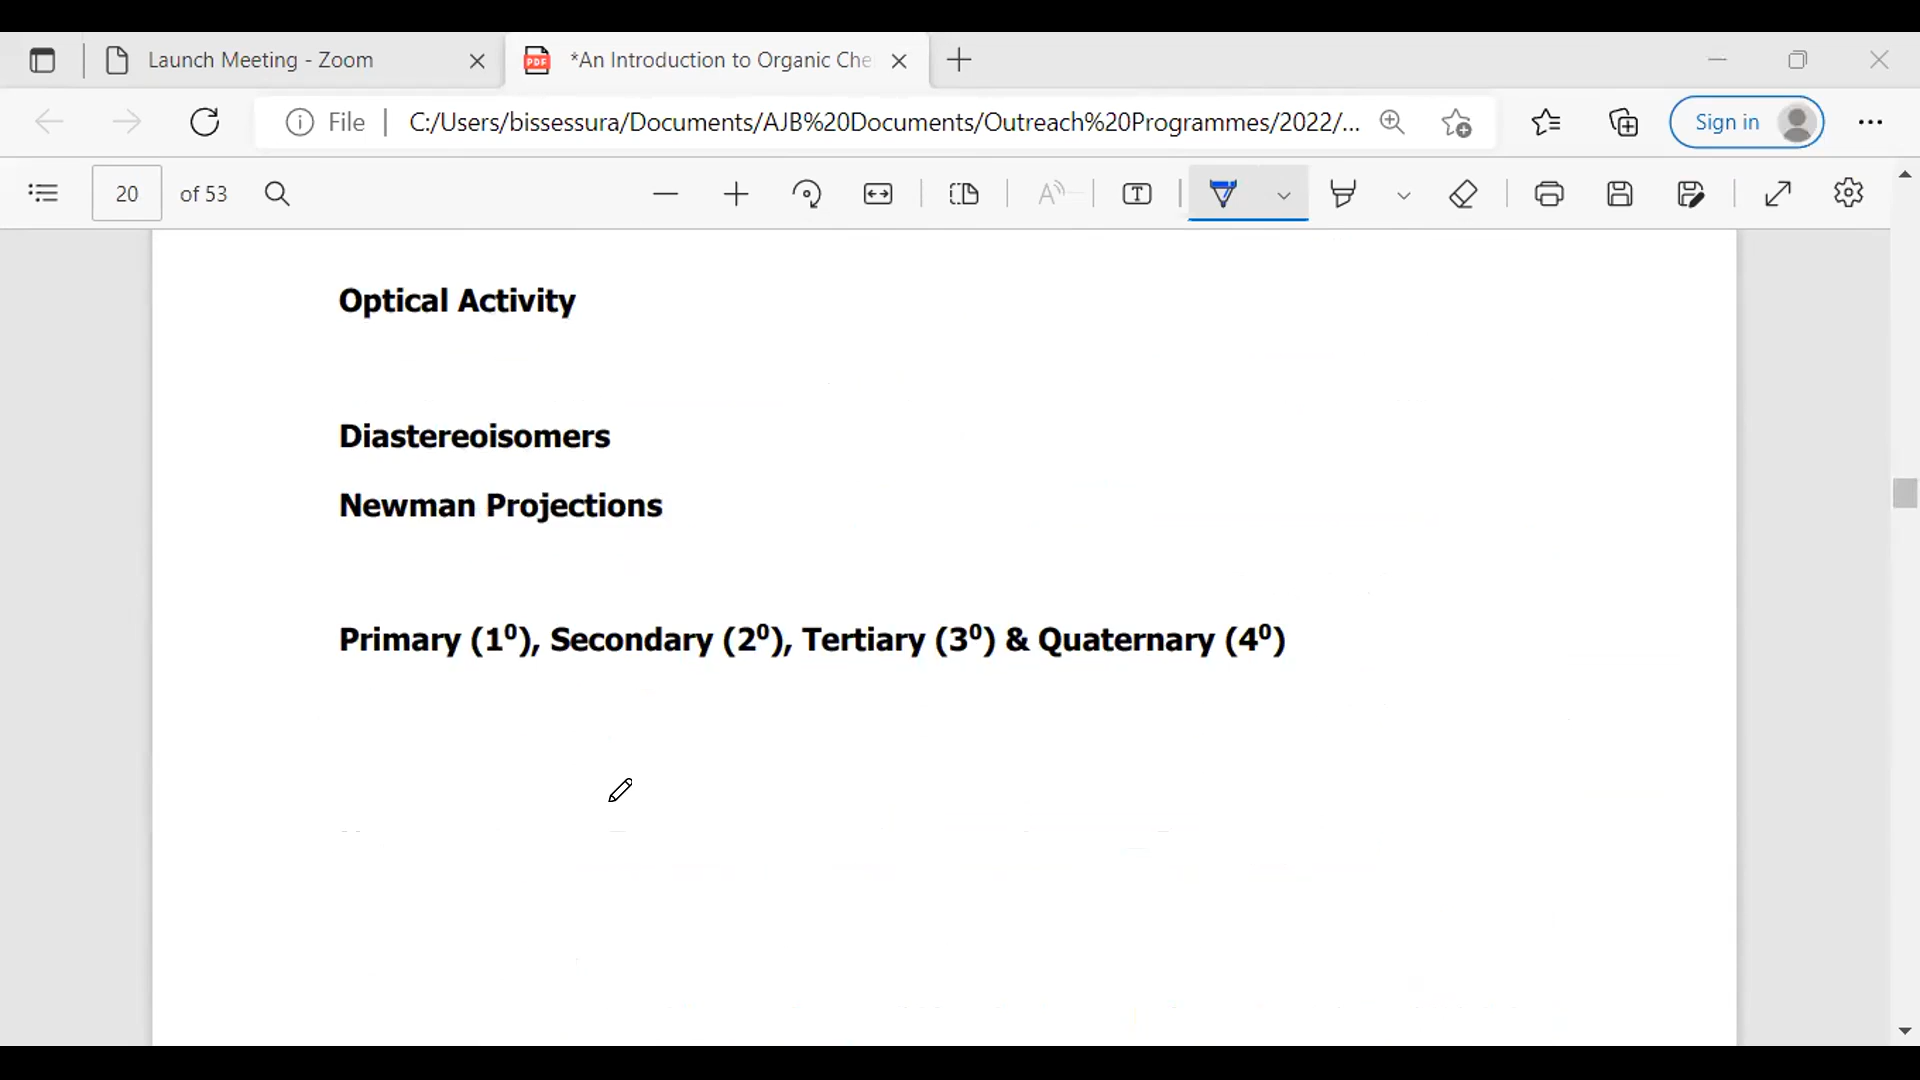 Launch Meeting - Zoom
*An Introduction to Organic Che
File
C:/Users/bissessura/Documents/AJB%20Documents/Outreach%20Programmes/2022/...
Sign in
20 of 53
Optical Activity
Diastereoisomers
Newman Projections
Primary (1⁰), Secondary (2⁰), Tertiary (3⁰) & Quaternary (4⁰)